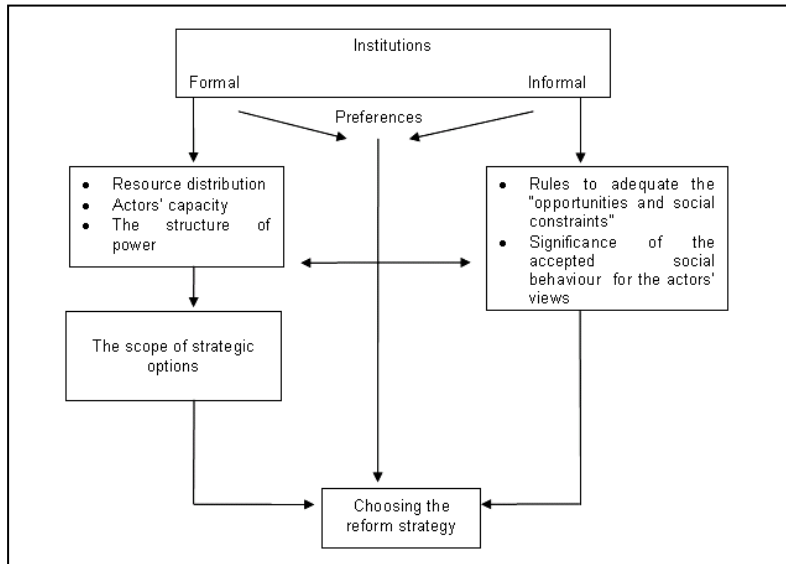 Institutions
Formal
Informal
Preferences
● Resource distribution
● Actors' capacity
● The structure of
power
● Rules to adequate the
"opportunities and social
constraints"
● Significance of the
accepted social
behaviour for the actors'
views
The scope of strategic
options
Choosing the
reform strategy